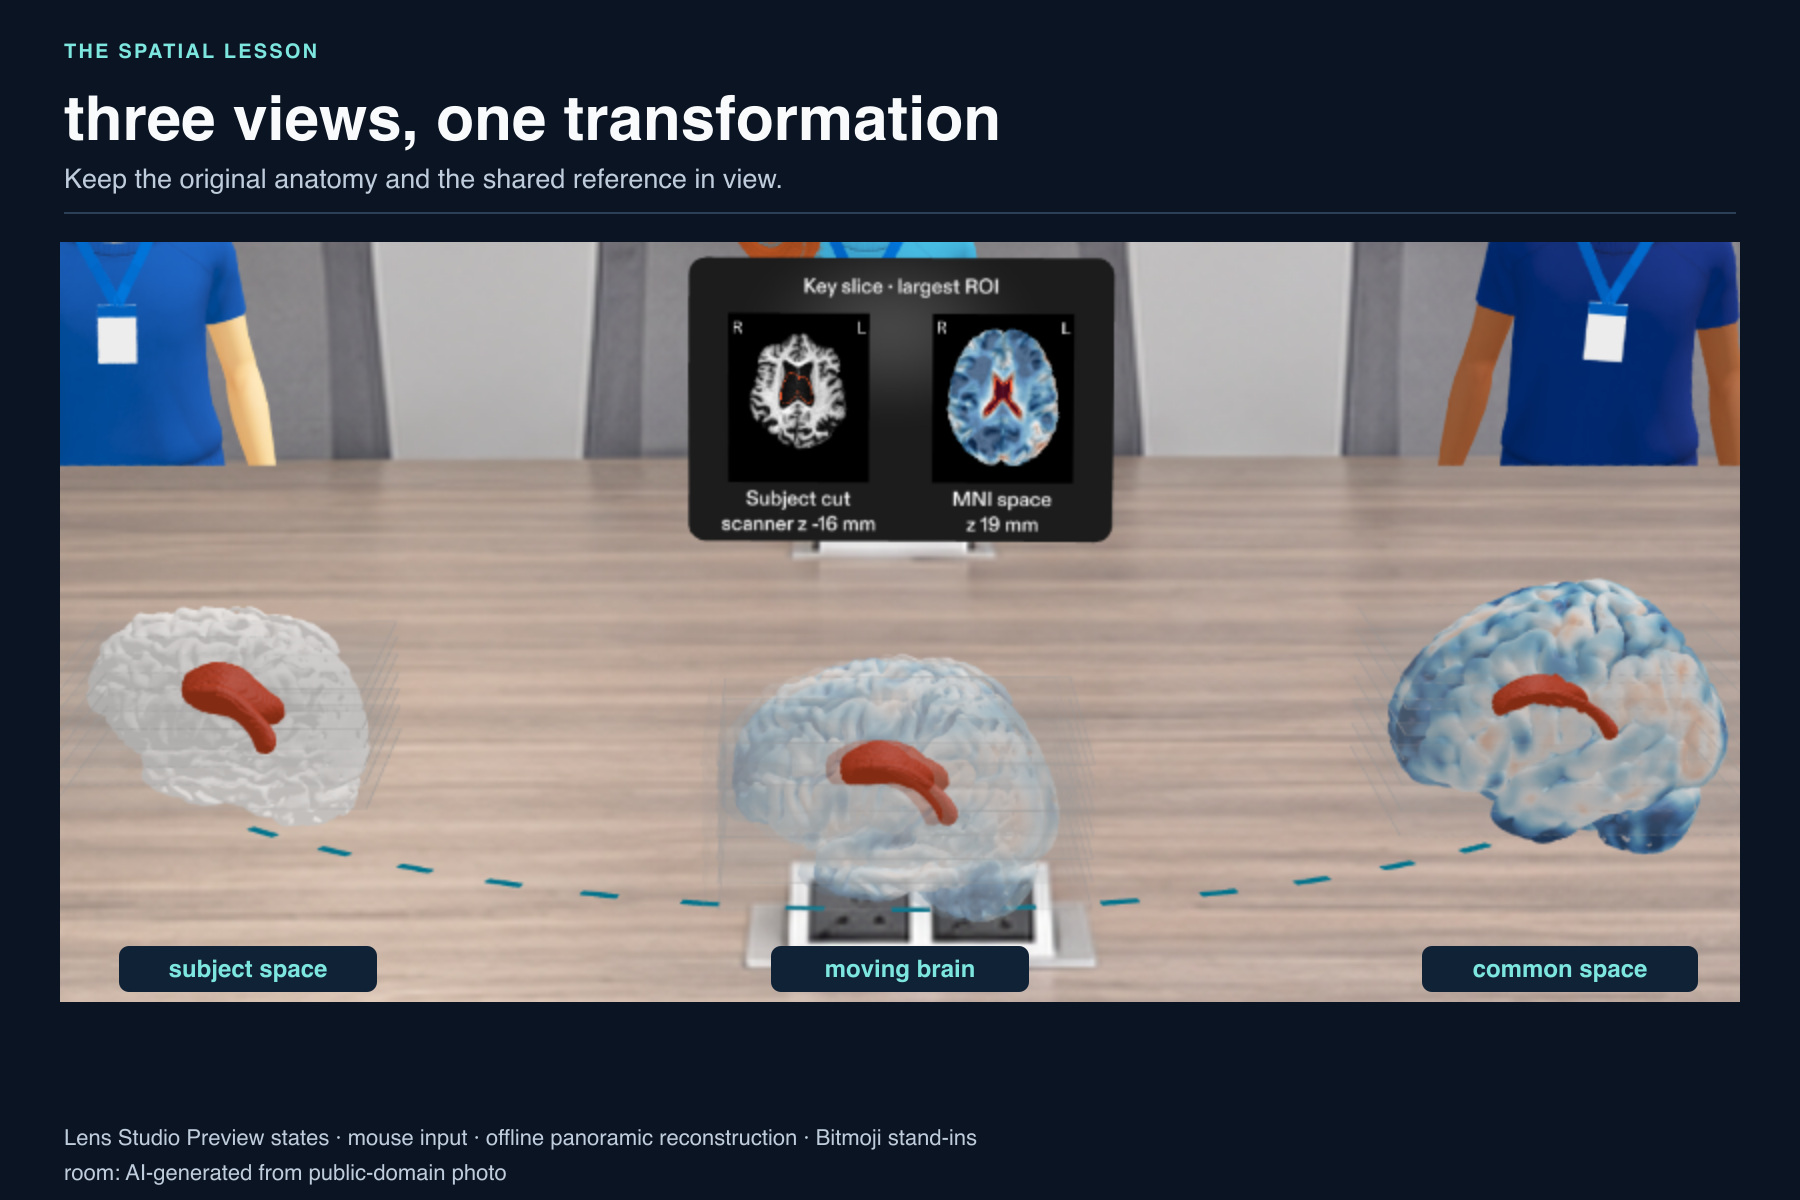 THE SPATIAL LESSON
three views, one transformation
Keep the original anatomy and the shared reference in view.
Key slice · largest ROI
R L R L
Subject cut MNI space
scanner z -16 mm z 19 mm
subject space moving brain common space
Lens Studio Preview states · mouse input · offline panoramic reconstruction · Bitmoji stand-ins
room: AI-generated from public-domain photo